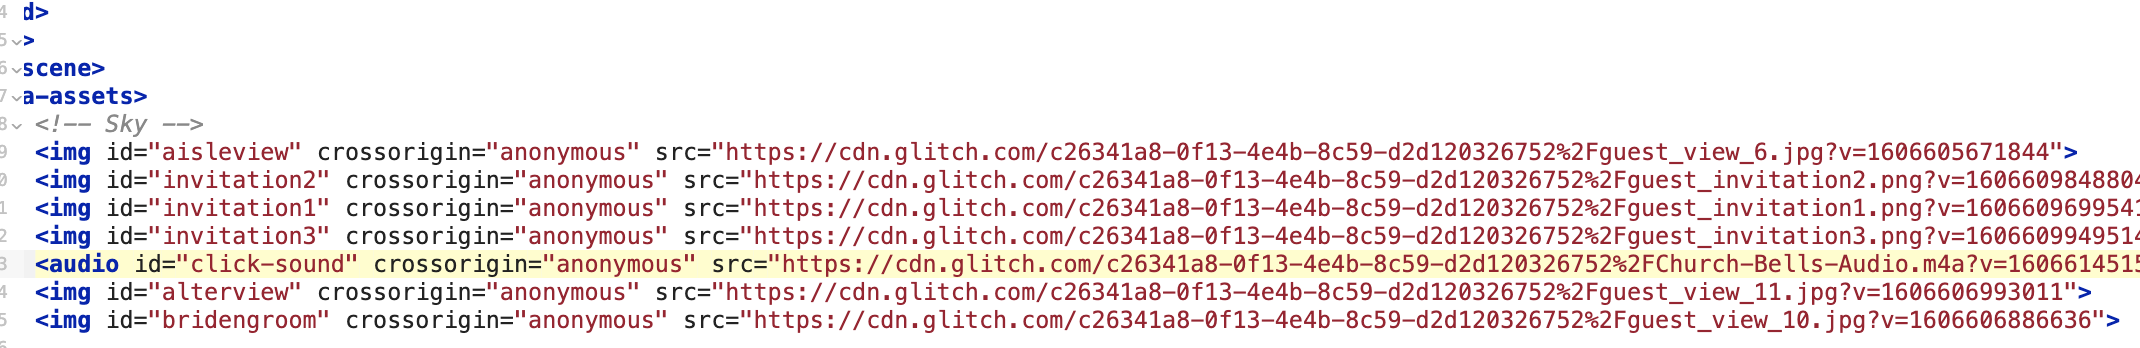 4 d>
5 >
6 scene>
7 a-assets>
8 <!-- Sky -->
9 <img id="aisleview" crossorigin="anonymous" src="https://cdn.glitch.com/c26341a8-0f13-4e4b-8c59-d2d120326752%2Fguest_view_6.jpg?v=1606605671844">
0 <img id="invitation2" crossorigin="anonymous" src="https://cdn.glitch.com/c26341a8-0f13-4e4b-8c59-d2d120326752%2Fguest_invitation2.png?v=1606609848804
1 <img id="invitation1" crossorigin="anonymous" src="https://cdn.glitch.com/c26341a8-0f13-4e4b-8c59-d2d120326752%2Fguest_invitation1.png?v=1606609699541
2 <img id="invitation3" crossorigin="anonymous" src="https://cdn.glitch.com/c26341a8-0f13-4e4b-8c59-d2d120326752%2Fguest_invitation3.png?v=1606609949514
3 <audio id="click-sound" crossorigin="anonymous" src="https://cdn.glitch.com/c26341a8-0f13-4e4b-8c59-d2d120326752%2FChurch-Bells-Audio.m4a?v=1606614515
4 <img id="alterview" crossorigin="anonymous" src="https://cdn.glitch.com/c26341a8-0f13-4e4b-8c59-d2d120326752%2Fguest_view_11.jpg?v=1606606993011">
5 <img id="bridengroom" crossorigin="anonymous" src="https://cdn.glitch.com/c26341a8-0f13-4e4b-8c59-d2d120326752%2Fguest_view_10.jpg?v=1606606886636">